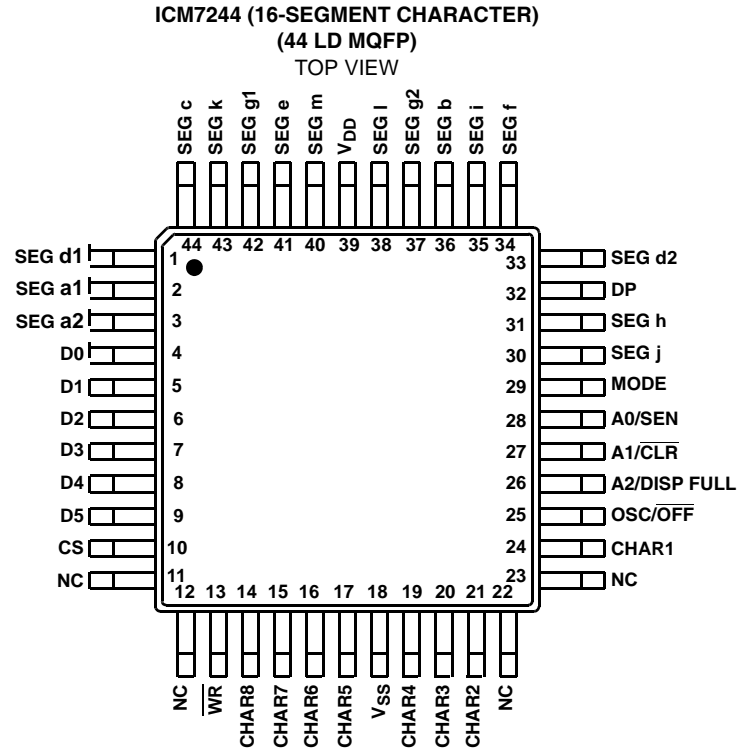 ICM7244 (16-SEGMENT CHARACTER)
(44 LD MQFP)
TOP VIEW
SEG c
SEG k
SEG g1
SEG e
SEG m
VDD
SEG l
SEG g2
SEG b
SEG i
SEG f
44 43 42 41 40 39 38 37 36 35 34
SEG d1 1
SEG a1 2
SEG a2 3
D0 4
D1 5
D2 6
D3 7
D4 8
D5 9
CS 10
NC 11
33 SEG d2
32 DP
31 SEG h
30 SEG j
29 MODE
28 A0/SEN
27 A1/C̅L̅R̅
26 A2/DISP FULL
25 OSC/O̅F̅F̅
24 CHAR1
23 NC
12 13 14 15 16 17 18 19 20 21 22
NC
W̅R̅
CHAR8
CHAR7
CHAR6
CHAR5
VSS
CHAR4
CHAR3
CHAR2
NC